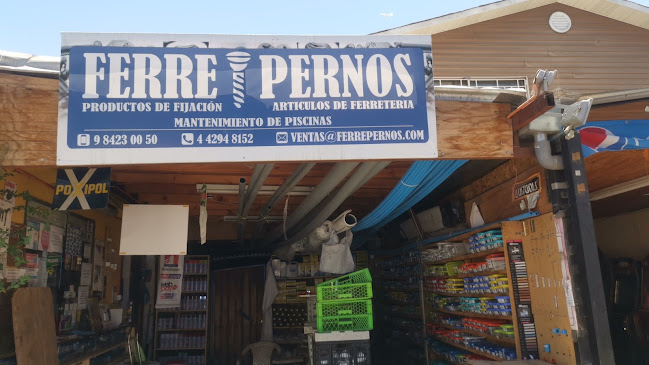 FERRE PERNOS
PRODUCTOS DE FIJACIÓN
ARTICULOS DE FERRETERIA
MANTENIMIENTO DE PISCINAS
9 8423 00 50
4 4294 8152
VENTAS@FERREPERNOS.COM
POXIPOL